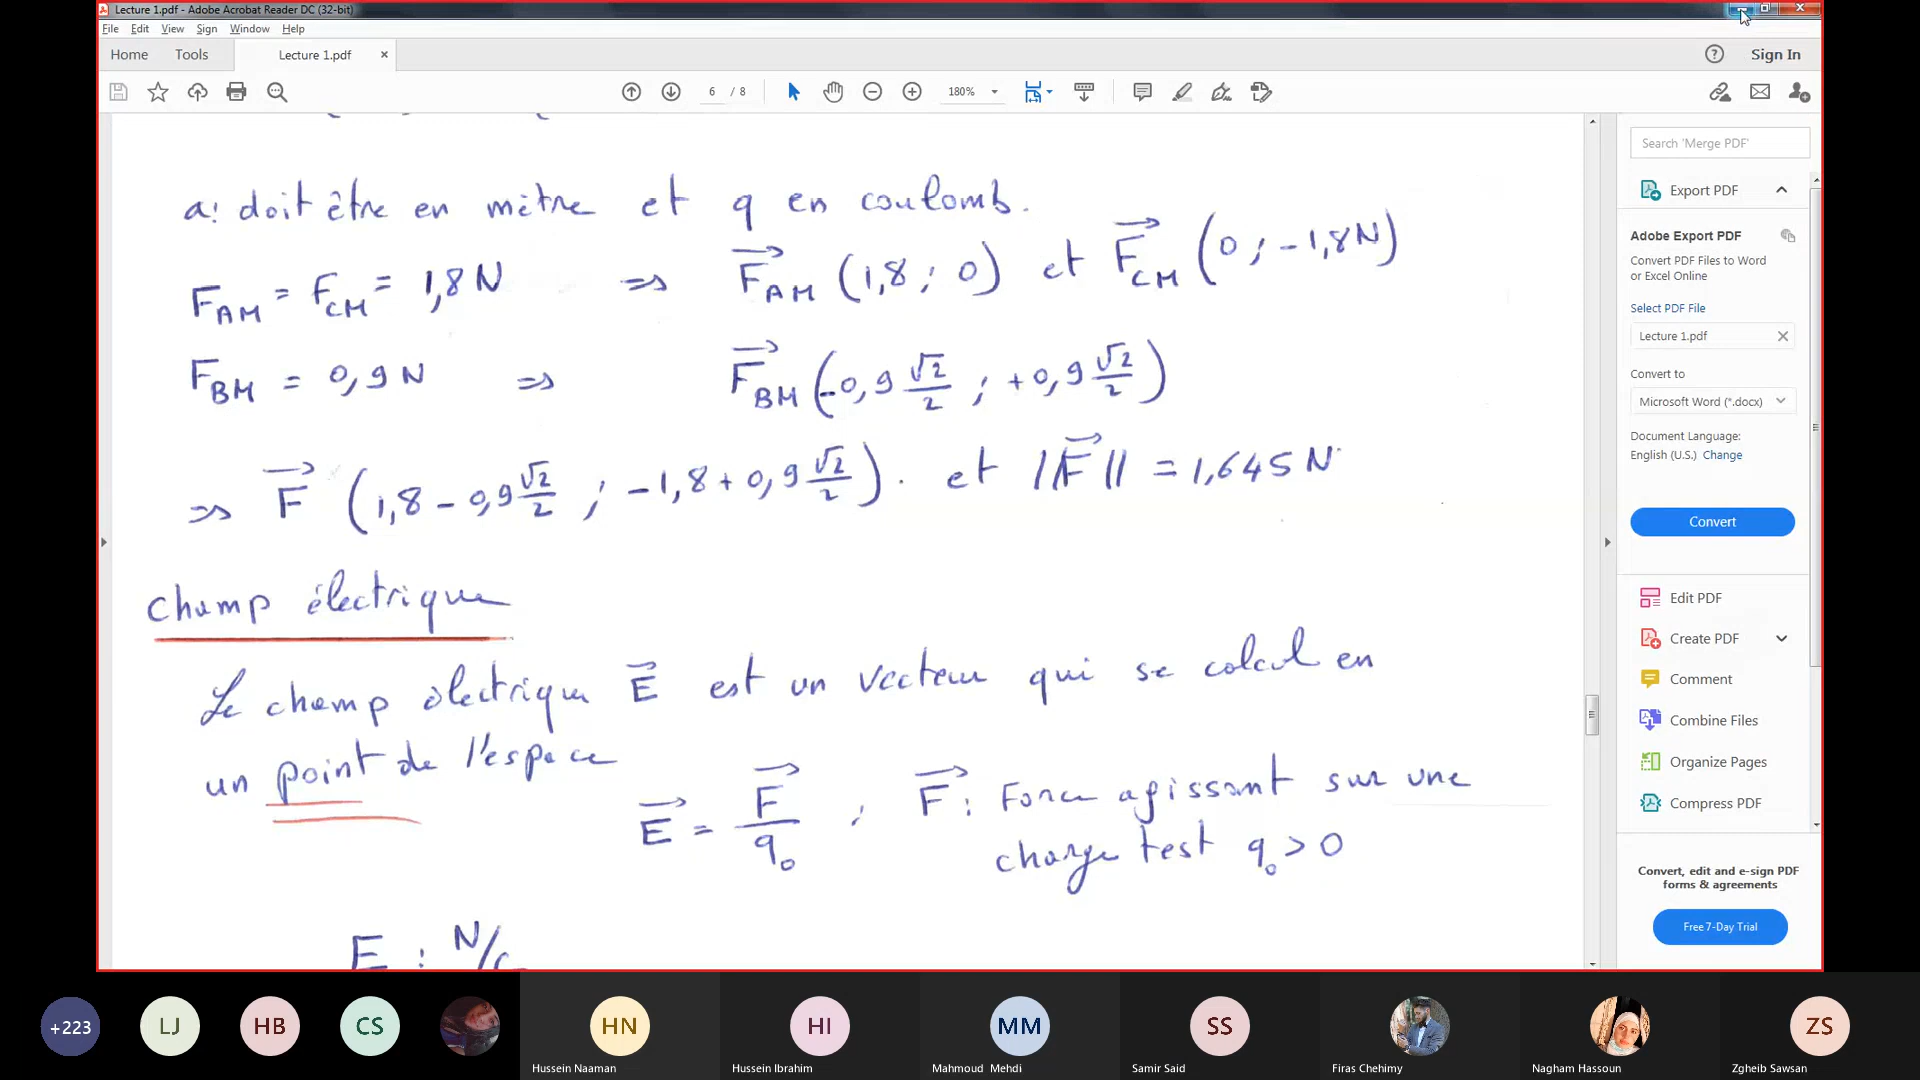 Lecture 1.pdf - Adobe Acrobat Reader DC (32-bit)
File Edit View Sign Window Help
Home Tools Lecture 1.pdf × Sign In
6 / 8 180%
a: doit être en mètre et q en coulomb.
F_AM = F_CM = 1,8 N ⇒ F⃗_AM (1,8 ; 0) et F⃗_CM (0 ; -1,8N)
F_BM = 0,9 N ⇒ F⃗_BM (-0,9 √2/2 ; +0,9 √2/2)
⇒ F⃗ (1,8 - 0,9 √2/2 ; -1,8 + 0,9 √2/2). et ||F⃗|| = 1,645 N
Champ électrique
Le champ électrique E⃗ est un vecteur qui se calcul en
un point de l'espace
E⃗ = F⃗/q₀ ; F⃗ : Force agissant sur une
charge test q₀ > 0
E : N/C
Search 'Merge PDF'
Export PDF
Adobe Export PDF
Convert PDF Files to Word
or Excel Online
Select PDF File
Lecture 1.pdf
Convert to
Microsoft Word (*.docx)
Document Language:
English (U.S.) Change
Convert
Edit PDF
Create PDF
Comment
Combine Files
Organize Pages
Compress PDF
Convert, edit and e-sign PDF
forms & agreements
Free 7-Day Trial
+223 LJ HB CS HN HI MM SS ZS
Hussein Naaman Hussein Ibrahim Mahmoud Mehdi Samir Said Firas Chehimy Nagham Hassoun Zgheib Sawsan